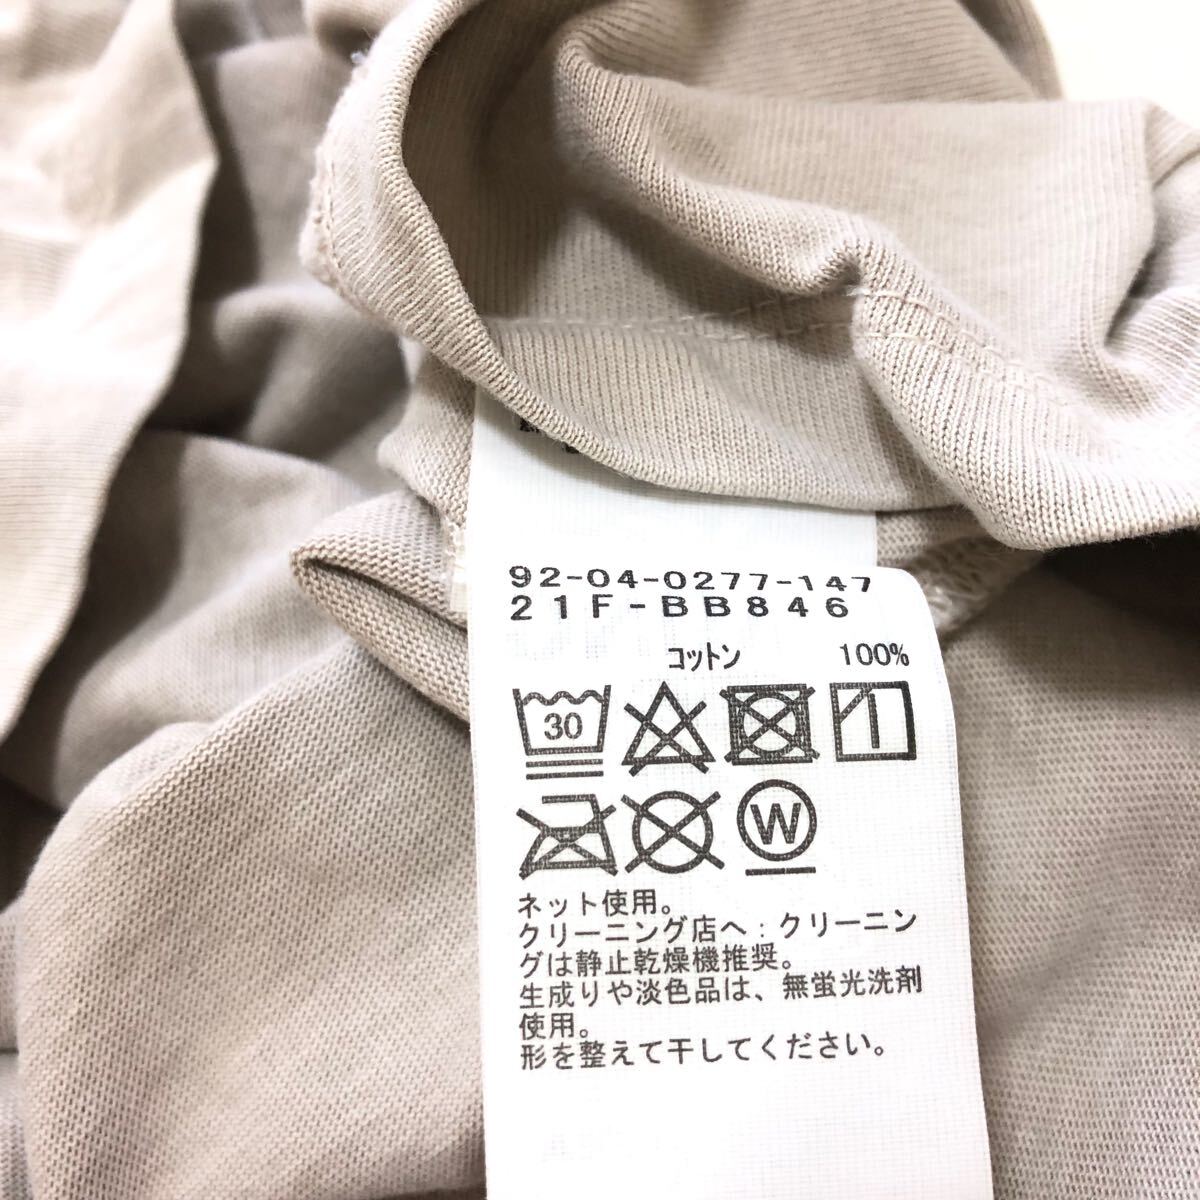 92-04-0277-147
21F-BB846
コットン 100%
30
W
ネット使用。
クリーニング店へ：クリーニン
グは静止乾燥機推奨。
生成りや淡色品は、無蛍光洗剤
使用。
形を整えて干してください。